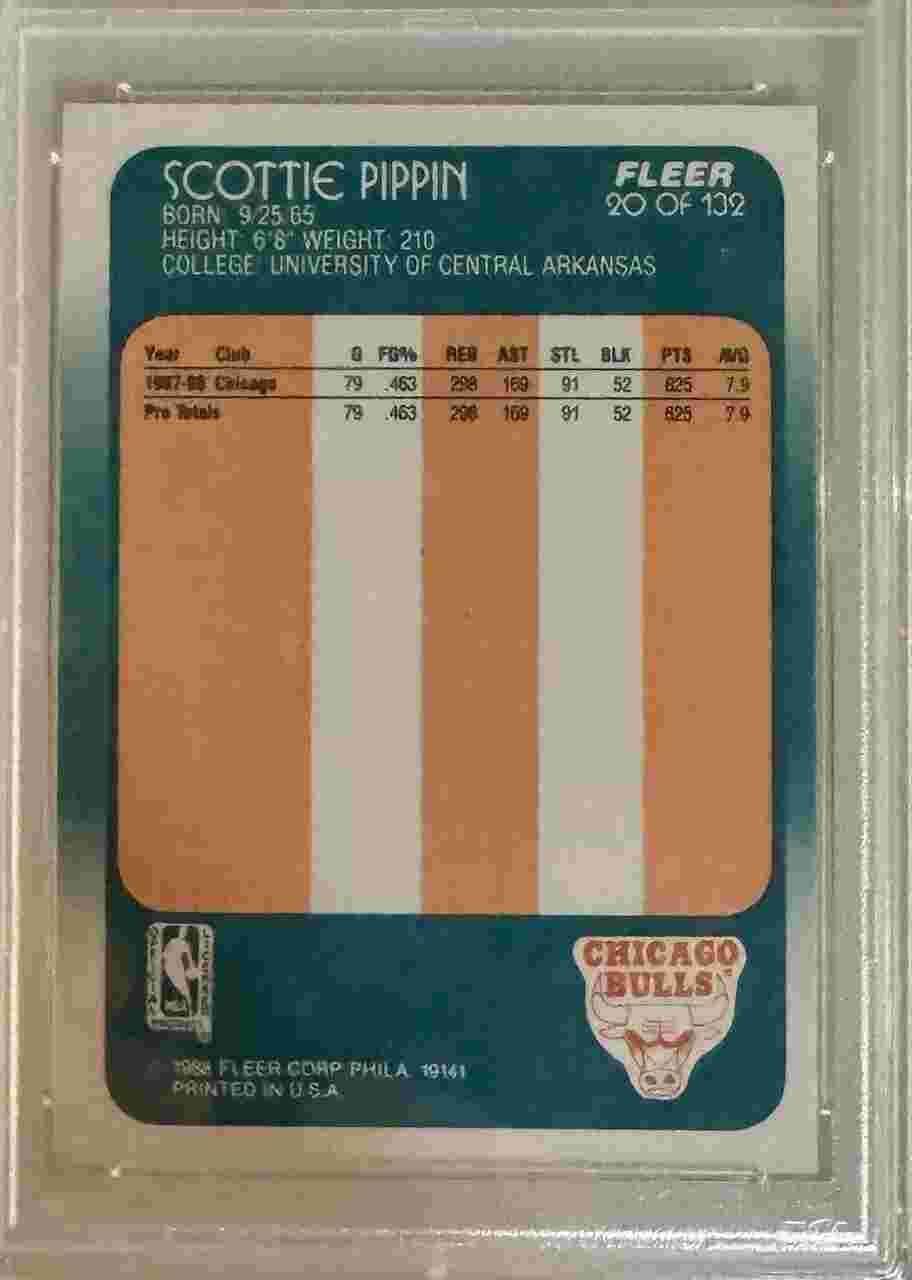 SCOTTIE PIPPIN
FLEER
20 OF 132
BORN 9 25 65
HEIGHT 6'8" WEIGHT 210
COLLEGE UNIVERSITY OF CENTRAL ARKANSAS
Year Club G FG% REB AST STL BLK PTS AVG
1987-88 Chicago 79 .463 298 169 91 52 625 7.9
Pro Totals 79 .463 298 169 91 52 625 7.9
CHICAGO
BULLS
© 1988 FLEER CORP PHILA 19141
PRINTED IN U.S.A.